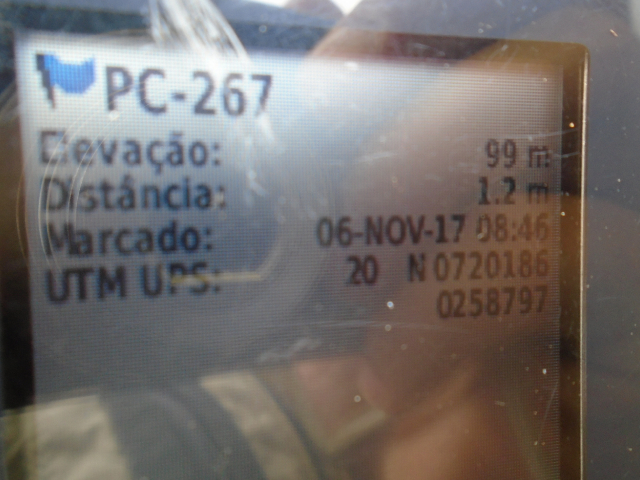 PC-267
Elevação: 99 m
Distância: 1.2 m
Marcado: 06-NOV-17 08:46
UTM UPS: 20 N 0720186
0258797